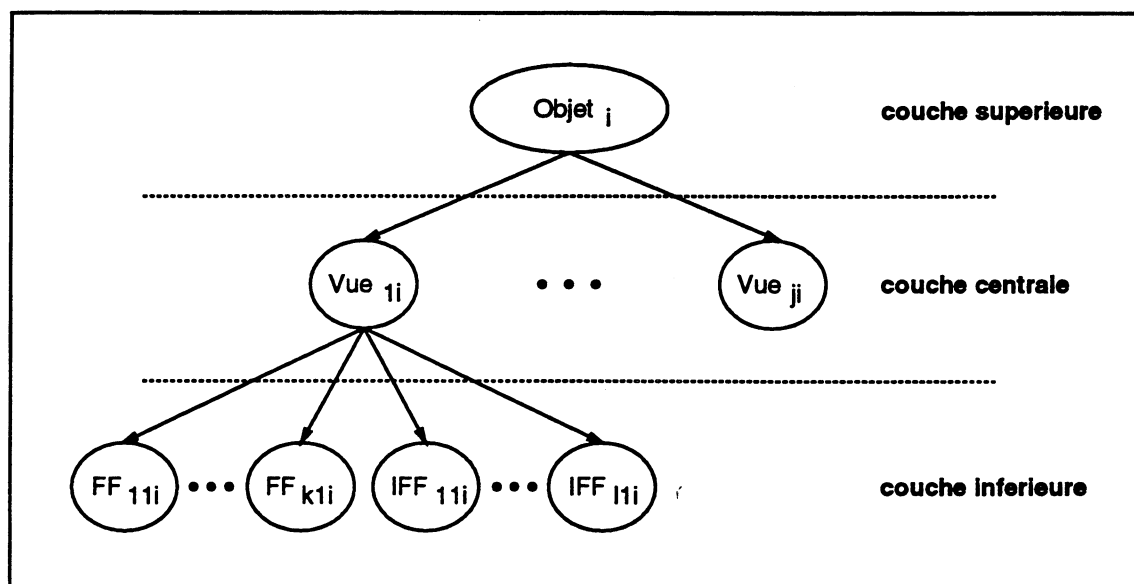 Objet i couche superieure
Vue 1i • • • Vue ji couche centrale
FF 11i • • • FF k1i IFF 11i • • • IFF l1i couche inferieure